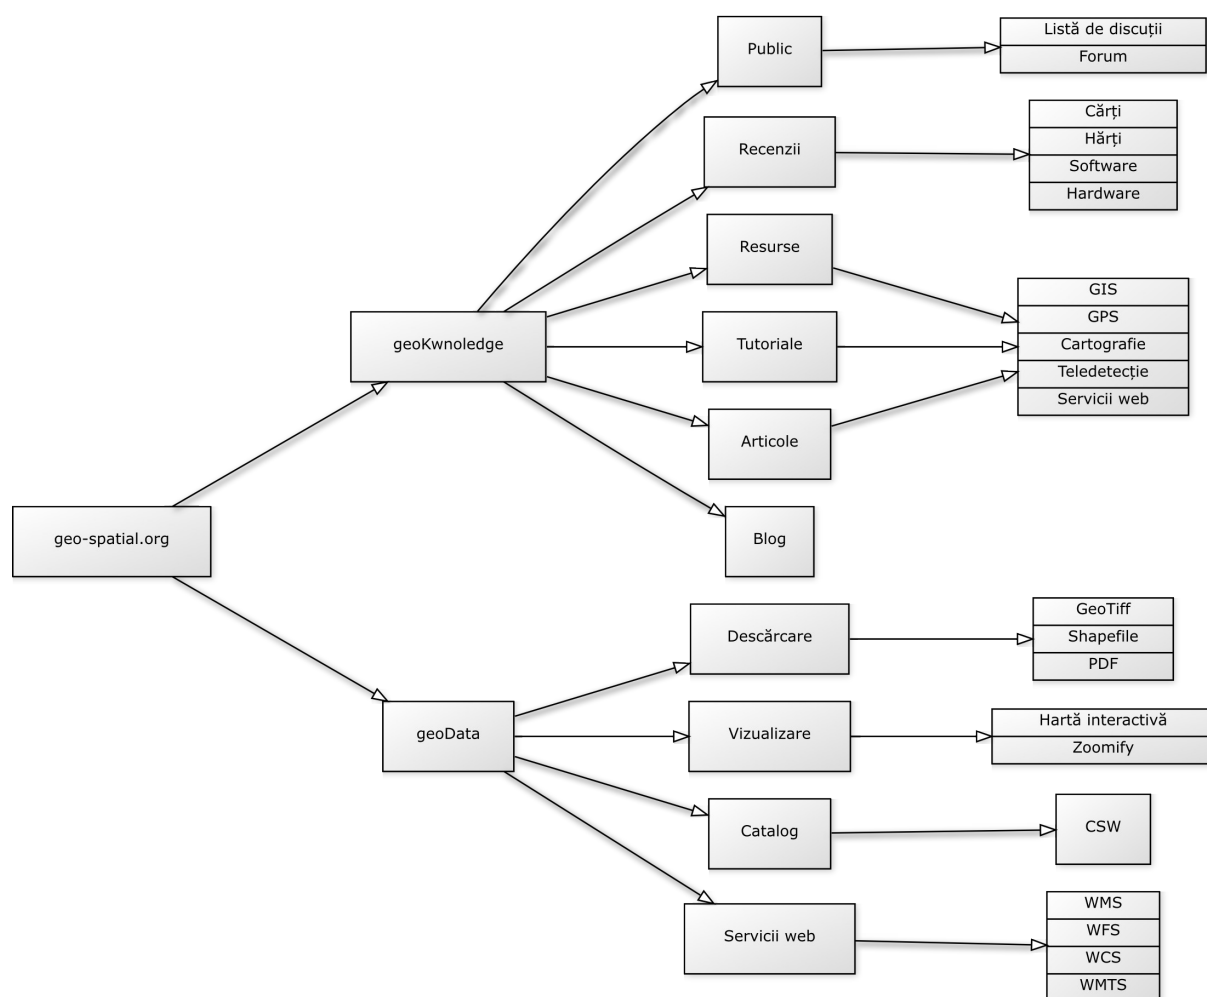 Public
Listă de discuții
Forum
Recenzii
Cărți
Hărți
Software
Hardware
Resurse
GIS
GPS
Cartografie
Teledetecție
Servicii web
geoKwnoledge
Tutoriale
Articole
geo-spatial.org
Blog
Descărcare
GeoTiff
Shapefile
PDF
geoData
Vizualizare
Hartă interactivă
Zoomify
Catalog
CSW
Servicii web
WMS
WFS
WCS
WMTS